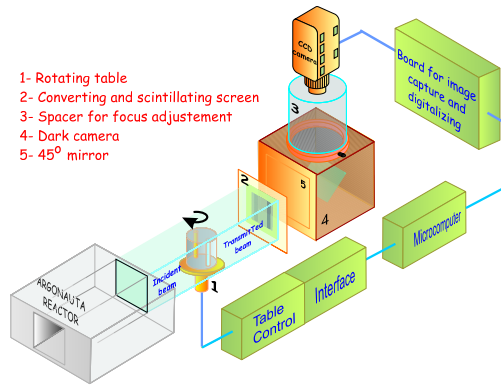 1- Rotating table
2- Converting and scintillating screen
3- Spacer for focus adjustement
4- Dark camera
5- 45º mirror
CCD
camera
Board for image
capture and
digitalizing
3
2
5
4
Transmitted
beam
Incident
beam
1
ARGONAUTA
REACTOR
Table
Control
Interface
Microcomputer